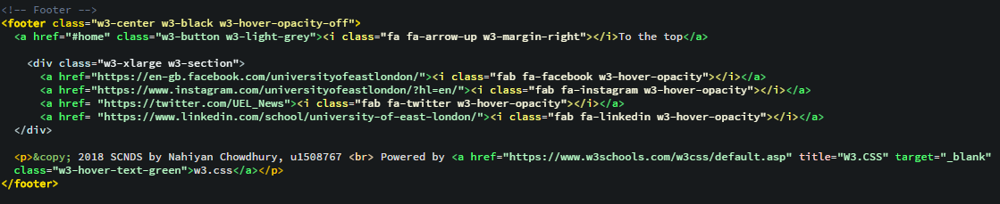 <!-- Footer -->
<footer class="w3-center w3-black w3-hover-opacity-off">
<a href="#home" class="w3-button w3-light-grey"><i class="fa fa-arrow-up w3-margin-right"></i>To the top</a>
<div class="w3-xlarge w3-section">
<a href="https://en-gb.facebook.com/universityofeastlondon/"><i class="fab fa-facebook w3-hover-opacity"></i></a>
<a href="https://www.instagram.com/universityofeastlondon/?hl=en/"><i class="fab fa-instagram w3-hover-opacity"></i></a>
<a href= "https://twitter.com/UEL_News"><i class="fab fa-twitter w3-hover-opacity"></i></a>
<a href= "https://www.linkedin.com/school/university-of-east-london/"><i class="fab fa-linkedin w3-hover-opacity"></i></a>
</div>
<p>&copy; 2018 SCNDS by Nahiyan Chowdhury, u1508767 <br> Powered by <a href="https://www.w3schools.com/w3css/default.asp" title="W3.CSS" target="_blank"
class="w3-hover-text-green">w3.css</a></p>
</footer>